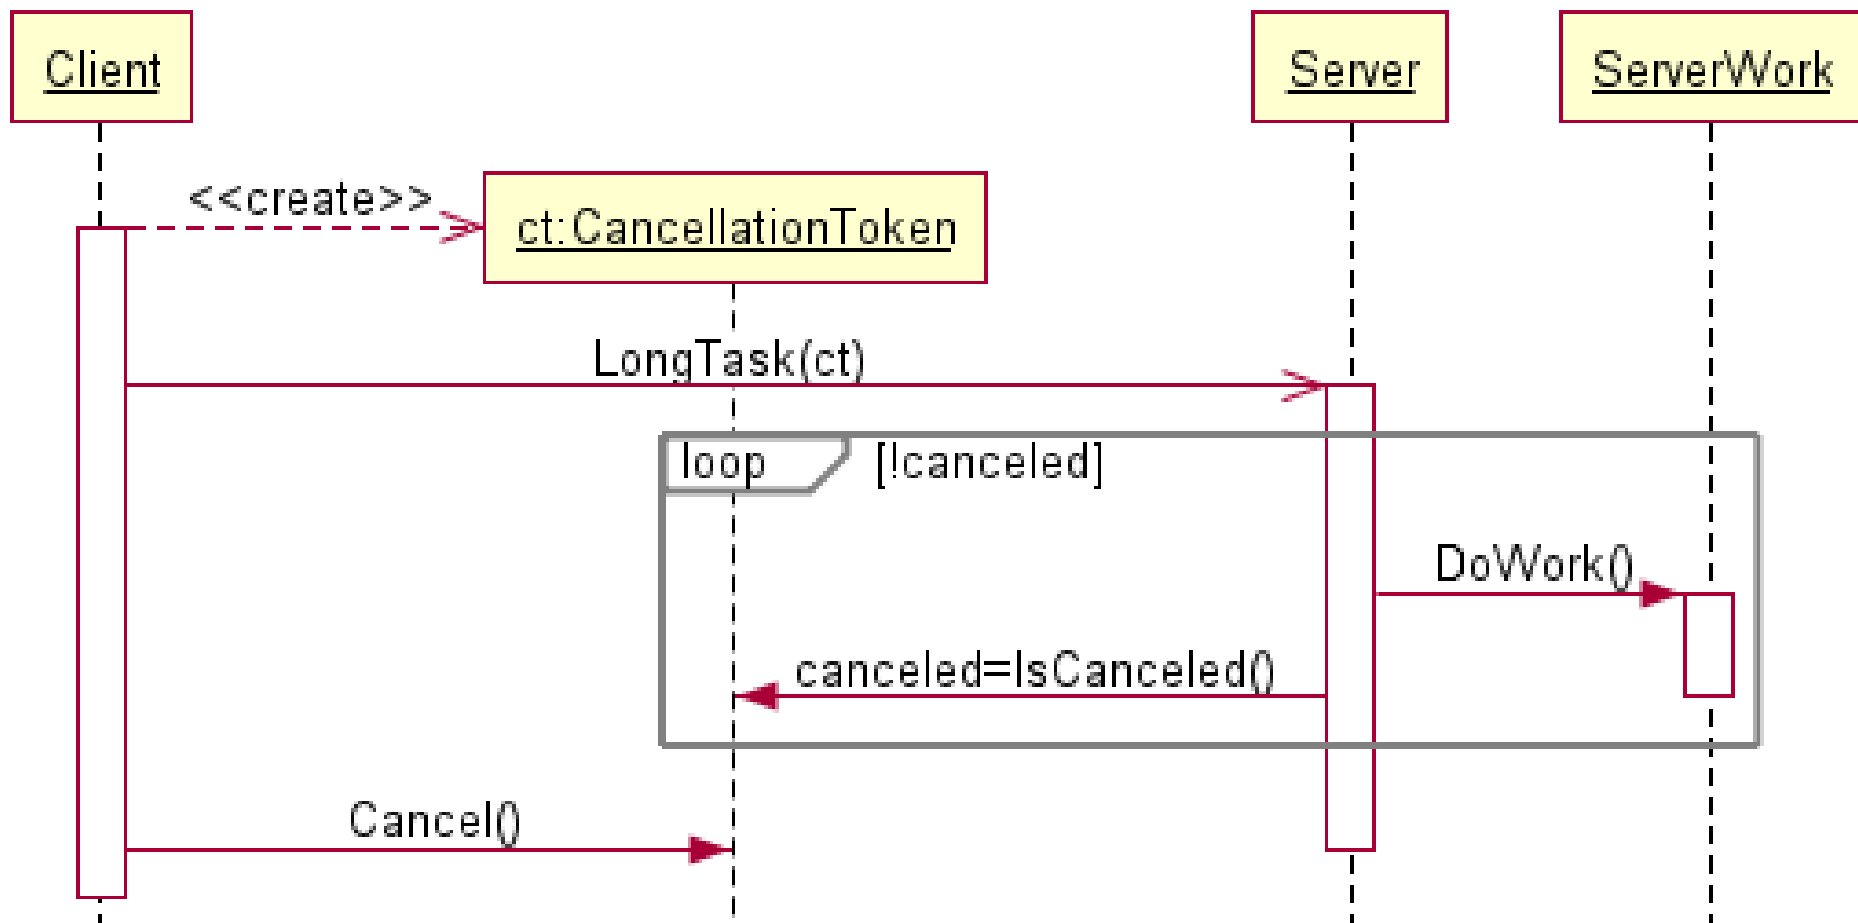 Client
Server
ServerWork
<<create>>
ct:CancellationToken
LongTask(ct)
loop
[!canceled]
DoWork()
canceled=IsCanceled()
Cancel()